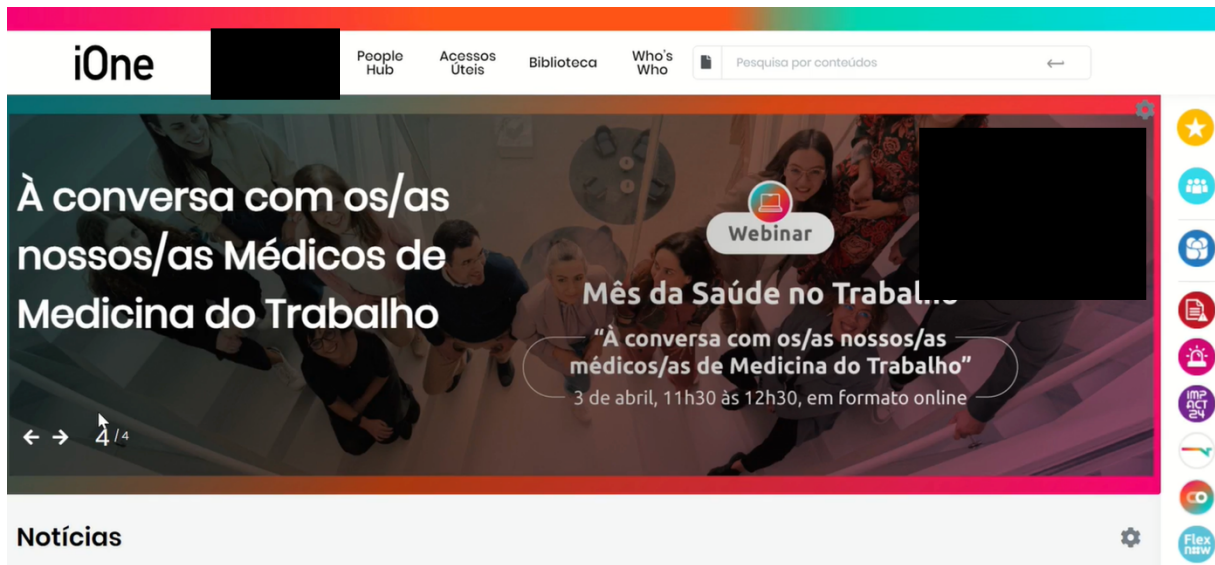 iOne
People
Hub
Acessos
Úteis
Biblioteca
Who's
Who
Pesquisa por conteúdos
À conversa com os/as
nossos/as Médicos de
Medicina do Trabalho
4/4
Webinar
Mês da Saúde no Trabalho
“À conversa com os/as nossos/as
médicos/as de Medicina do Trabalho”
3 de abril, 11h30 às 12h30, em formato online
IMP
ACT
24
Flex
now
Notícias